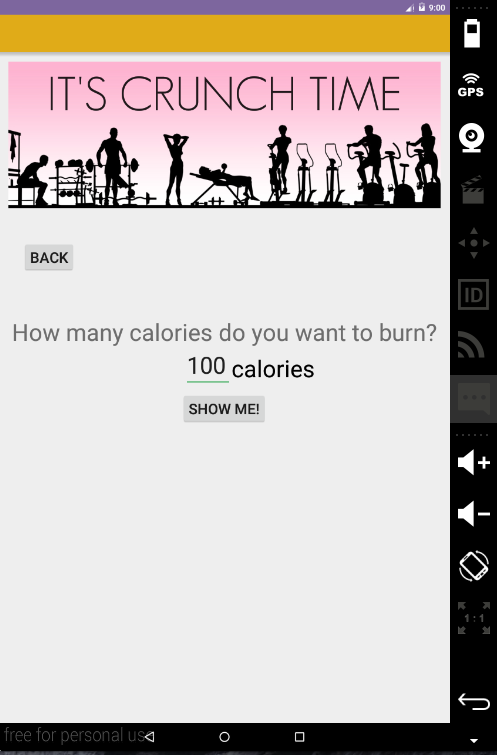 9:00
IT'S CRUNCH TIME
GPS
BACK
ID
How many calories do you want to burn?
100 calories
SHOW ME!
1:1
free for personal us